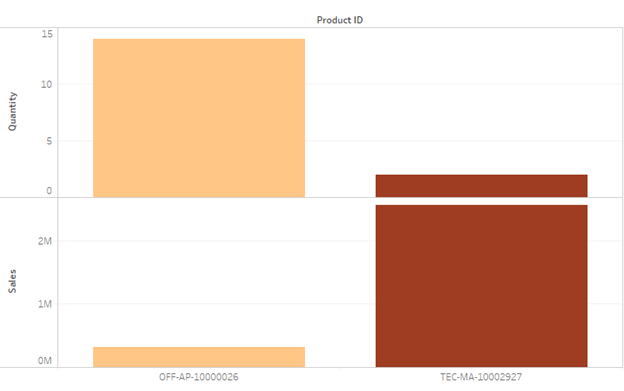 Product ID
15
10
5
0
Quantity
2M
1M
0M
Sales
OFF-AP-10000026
TEC-MA-10002927